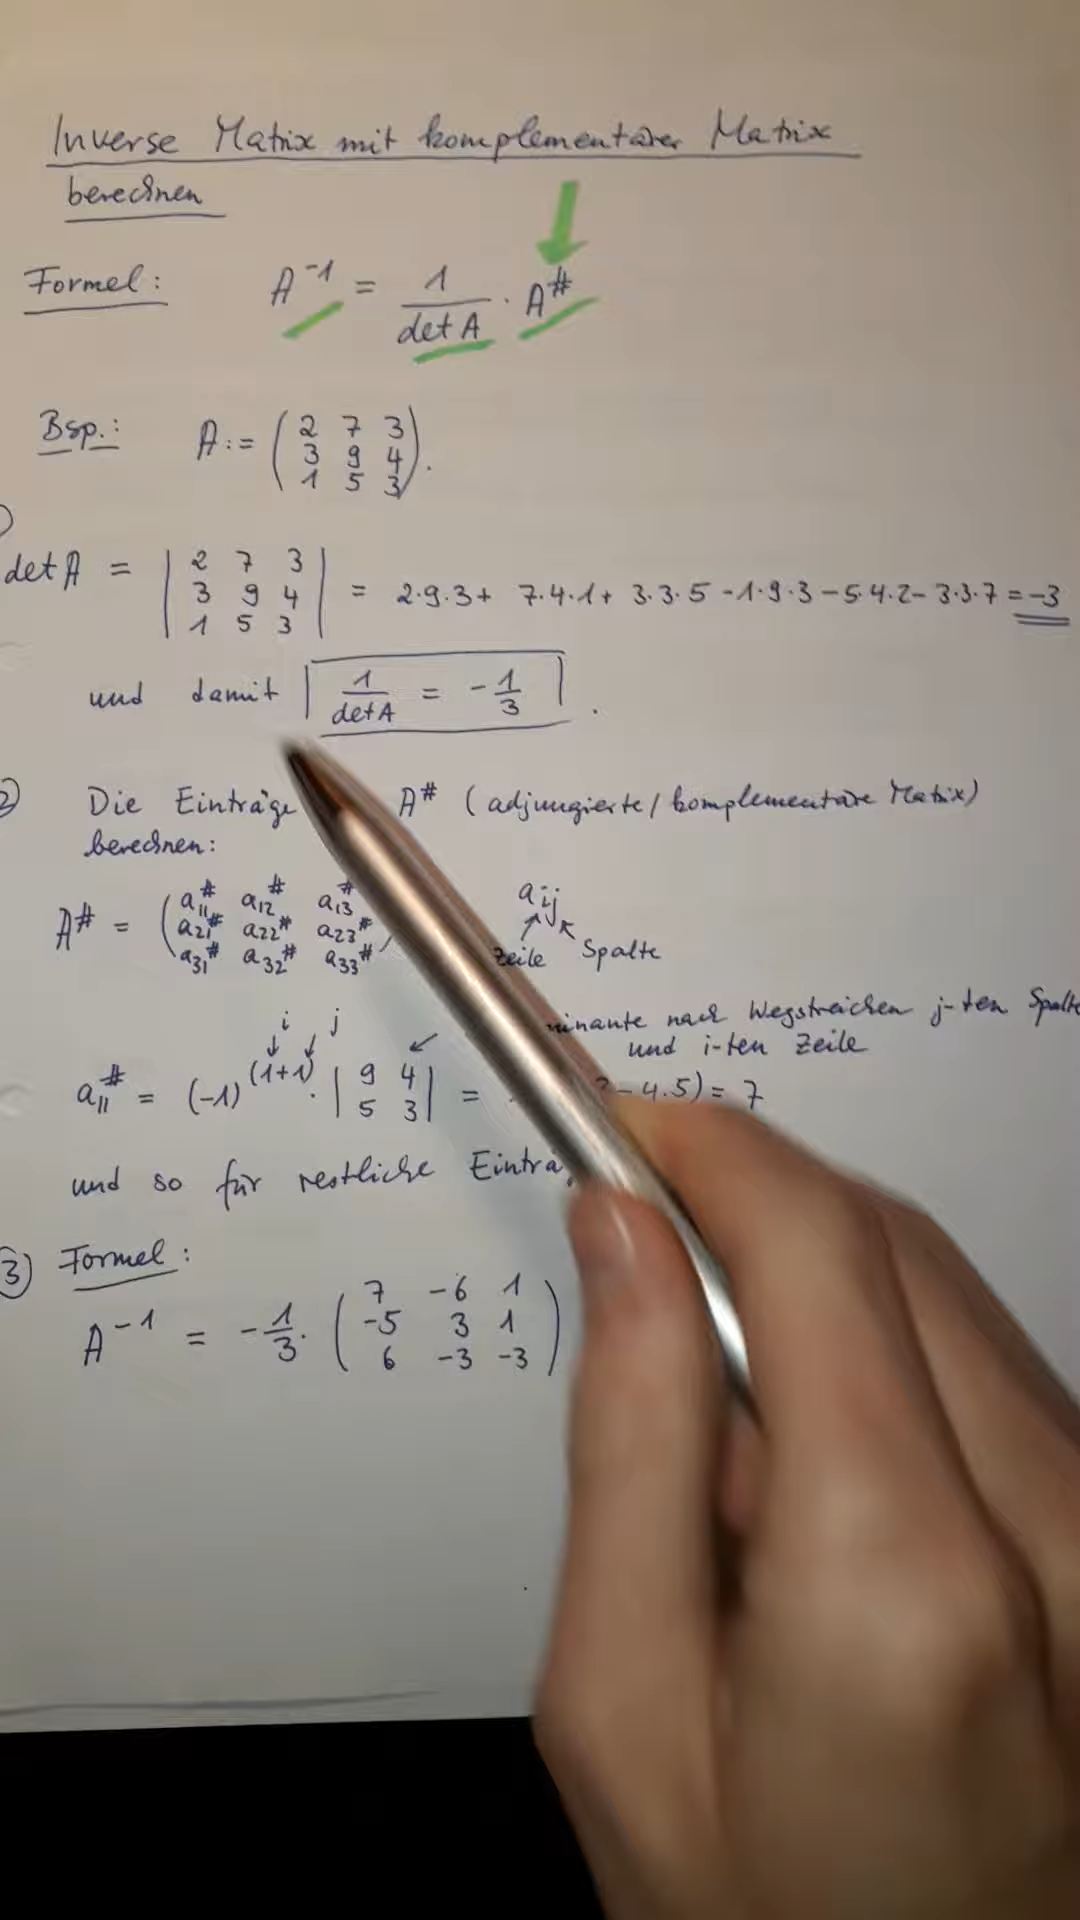 Inverse Matrix mit komplementärer Matrix
berechnen
Formel: A⁻¹ = 1/det A · A#
Bsp.: A := ( 2 7 3
3 9 4
1 5 3 ).
det A = | 2 7 3
3 9 4
1 5 3 | = 2·9·3 + 7·4·1 + 3·3·5 - 1·9·3 - 5·4·2 - 3·3·7 = -3
und damit 1/det A = -1/3 .
2) Die Einträge A# (adjungierte/komplementäre Matrix)
berechnen:
A# = ( a11# a12# a13#
a21# a22# a23#
a31# a32# a33# )
aij
Zeile Spalte
nach Wegstreichen j-ten Spalte
und i-ten Zeile
i j
a11# = (-1)^(1+1) · | 9 4
5 3 | = - 4·5) = 7
und so für restliche
3) Formel:
A⁻¹ = -1/3 · ( 7 -6 1
-5 3 1
6 -3 -3 )